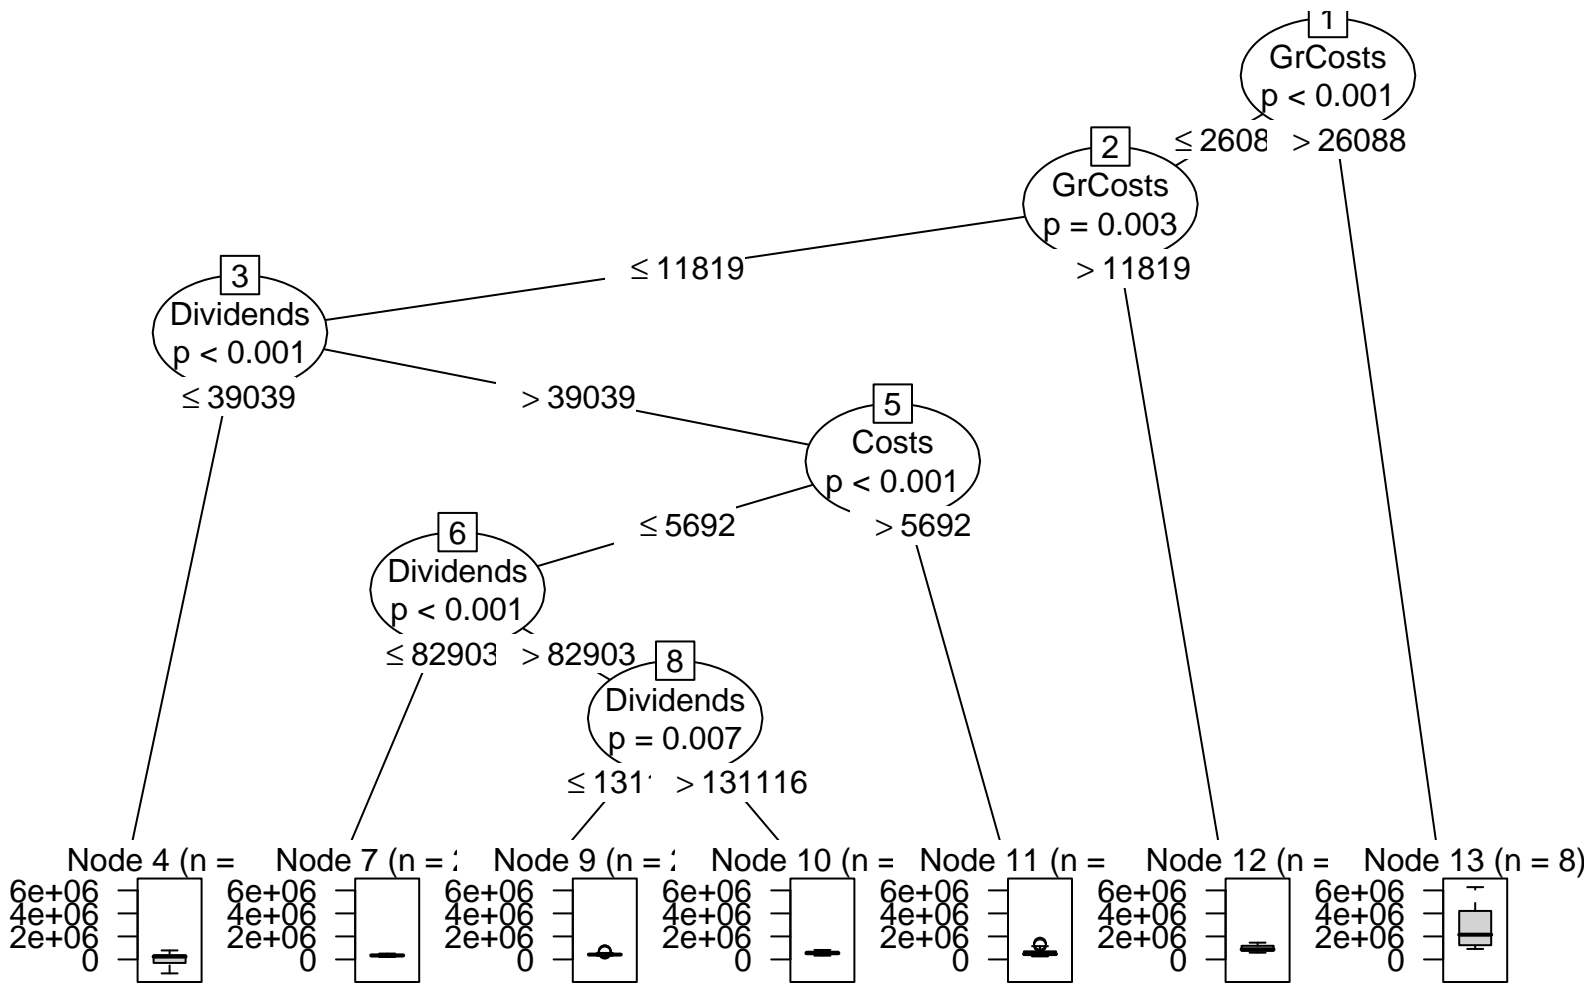 1
GrCosts
p < 0.001
≤ 2608 > 26088
2
GrCosts
p = 0.003
≤ 11819 > 11819
3
Dividends
p < 0.001
≤ 39039 > 39039
5
Costs
p < 0.001
≤ 5692 > 5692
6
Dividends
p < 0.001
≤ 82903 > 82903
8
Dividends
p = 0.007
≤ 131 > 131116
Node 4 (n =
6e+06
4e+06
2e+06
0
Node 7 (n =
6e+06
4e+06
2e+06
0
Node 9 (n =
6e+06
4e+06
2e+06
0
Node 10 (n =
6e+06
4e+06
2e+06
0
Node 11 (n =
6e+06
4e+06
2e+06
0
Node 12 (n =
6e+06
4e+06
2e+06
0
Node 13 (n = 8)
6e+06
4e+06
2e+06
0